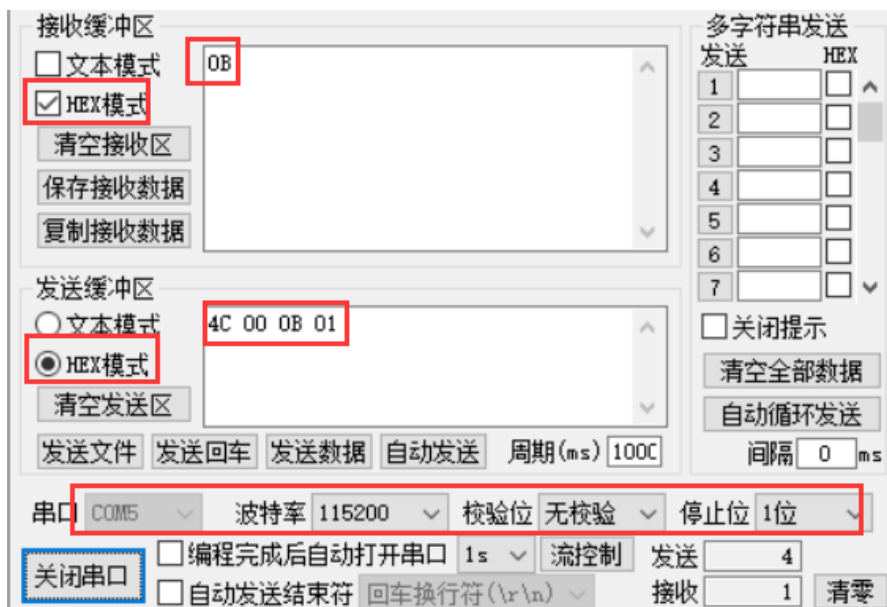 接收缓冲区
文本模式
HEX模式
清空接收区
保存接收数据
复制接收数据
0B
多字符串发送
发送 HEX
1
2
3
4
5
6
7
关闭提示
清空全部数据
自动循环发送
间隔 0 ms
发送缓冲区
文本模式
HEX模式
清空发送区
4C 00 0B 01
发送文件 发送回车 发送数据 自动发送 周期(ms) 100
串口 COM5 波特率 115200 校验位 无校验 停止位 1位
关闭串口
编程完成后自动打开串口 1s 流控制 发送 4
自动发送结束符 回车换行符(\r\n) 接收 1 清零